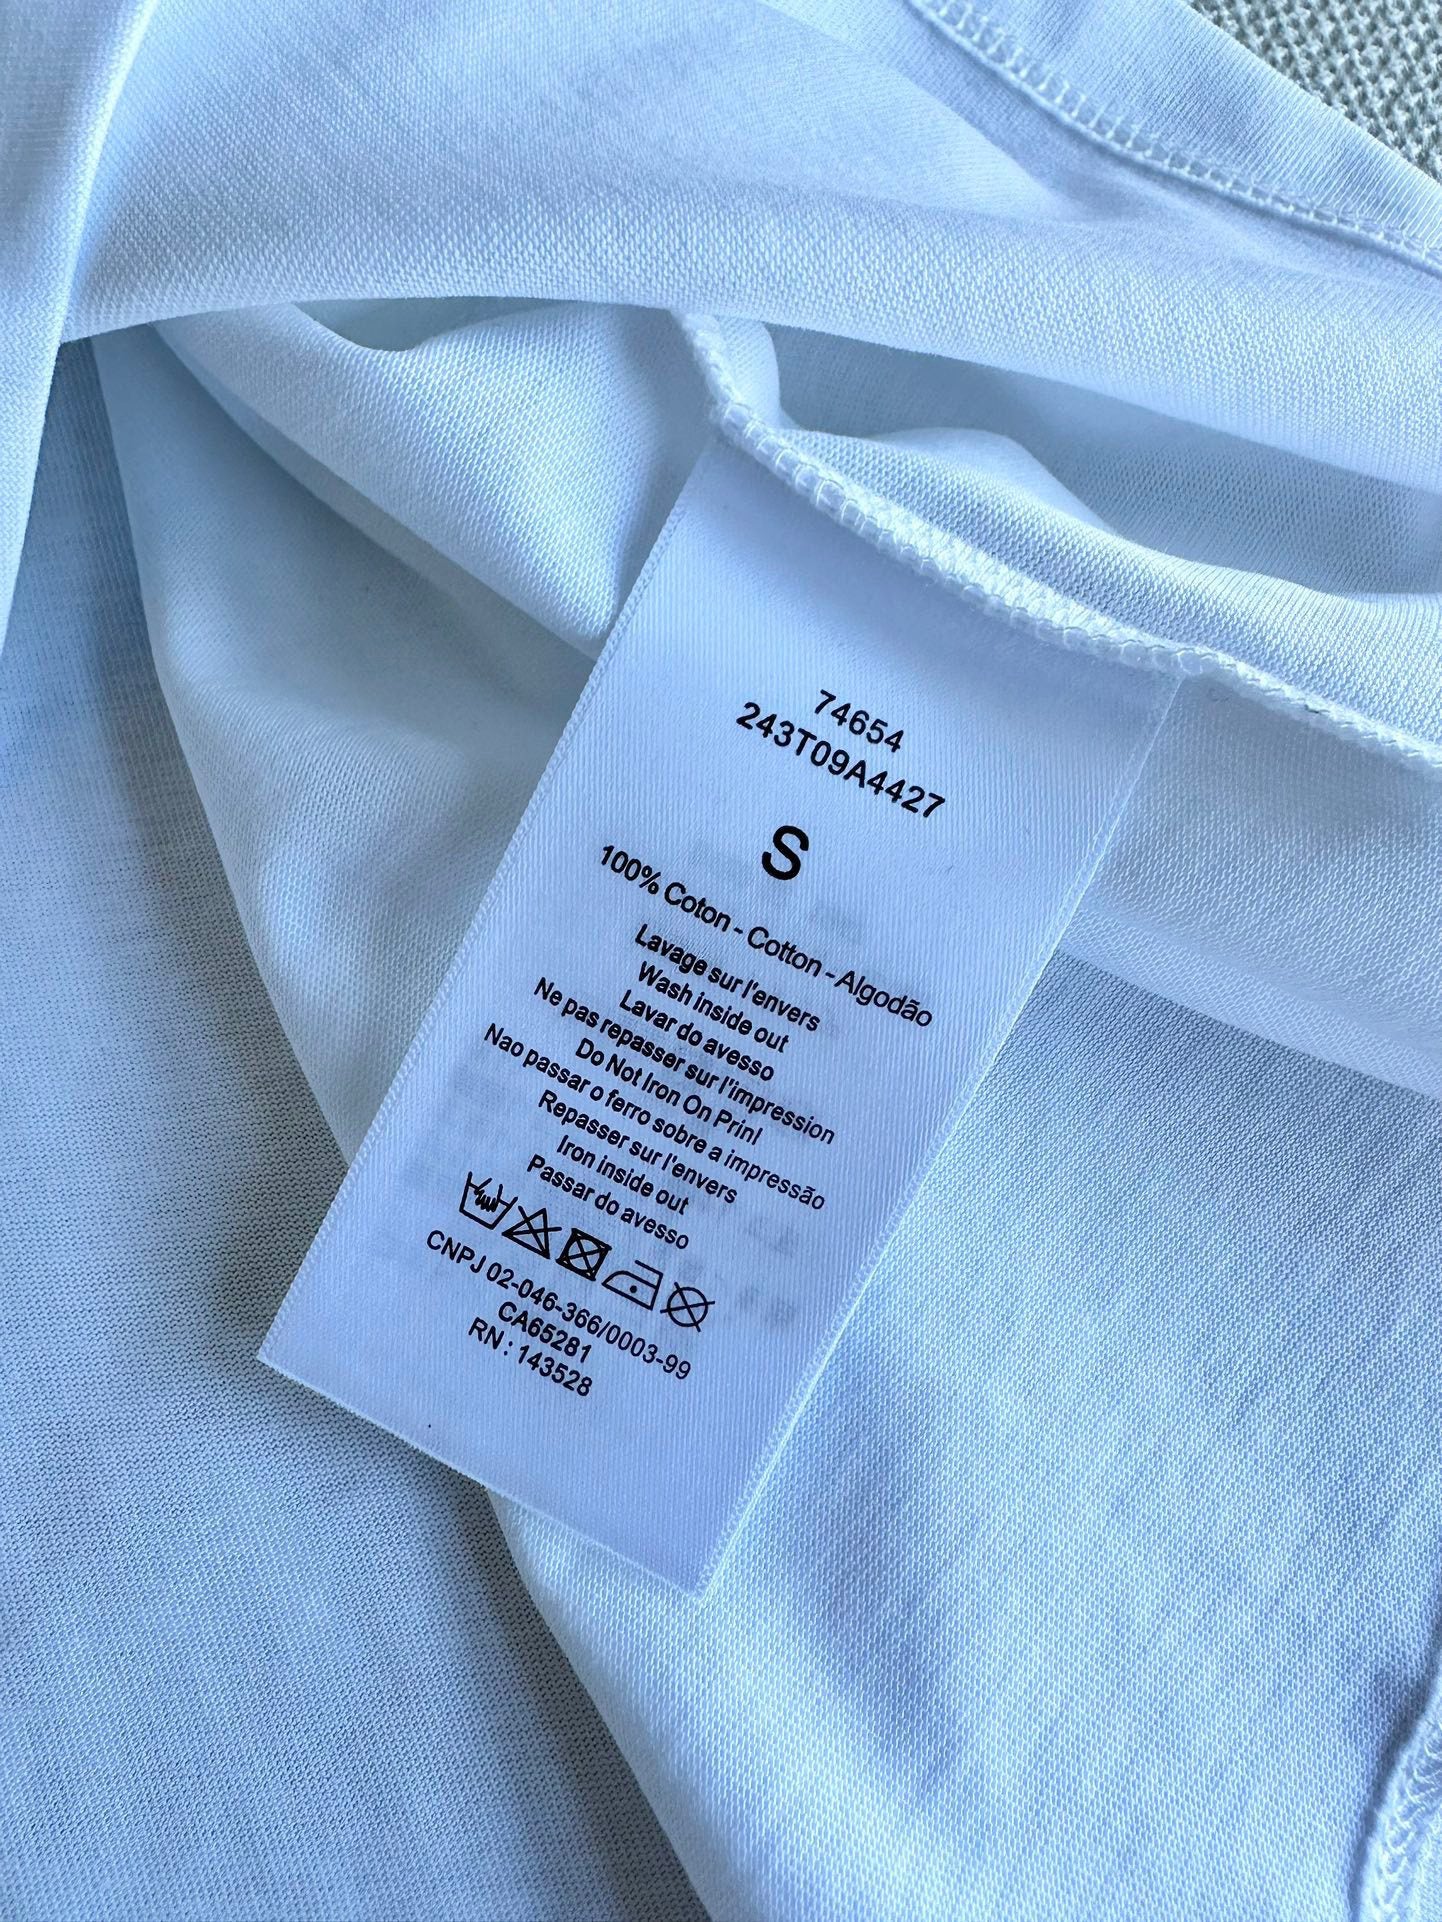 74654
243T09A4427
S
100% Coton - Cotton - Algodão
Lavage sur l'envers
Wash inside out
Lavar do avesso
Ne pas repasser sur l'impression
Do Not Iron On Prinl
Nao passar o ferro sobre a impressão
Repasser sur l'envers
Iron inside out
Passar do avesso
CNPJ 02-046-366/0003-99
CA65281
RN : 143528